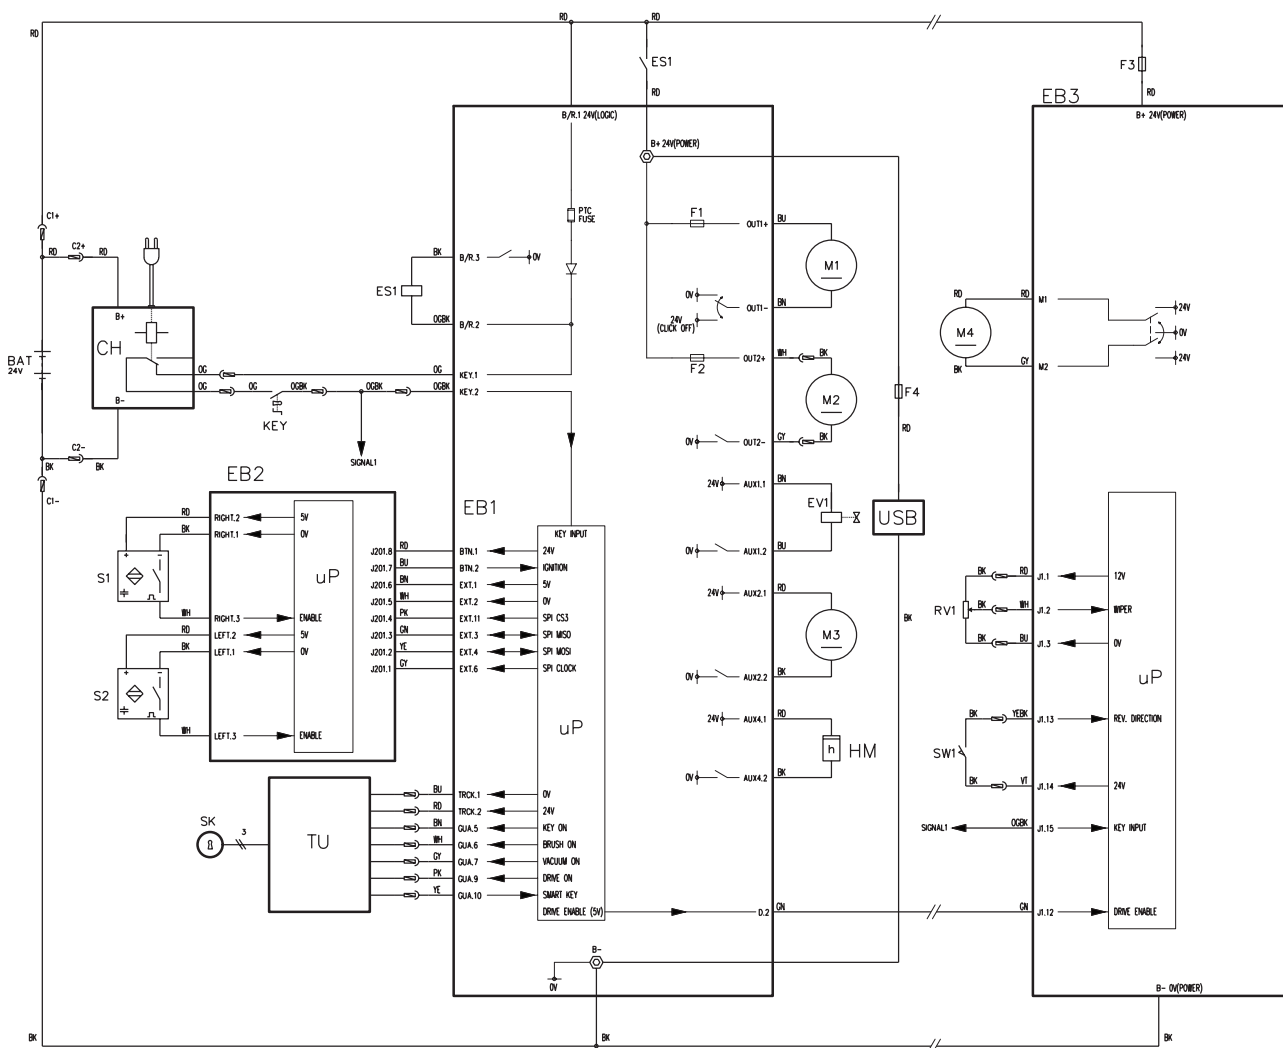 RD RD RD
RD
ES1
F3
RD RD
EB3
B/R.1 24V(LOGIC)
B+ 24V(POWER)
B+ 24V(POWER)
C1+
PTC
FUSE
F1
OUT1+ BU
C2+
RD RD
BK B/R.3 0V
M1
ES1
0V OUT1- BN
RD RD M1 24V
B+
OGBK B/R.2
24V
(CLICK OFF)
M4 0V
CH
WH BK
BAT
24V
F2 OUT2+
GY M2 24V
BK
OG OG KEY.1
OG OG OGBK OGBK OGBK KEY.2
F4
B-
M2
KEY
RD
C2-
0V OUT2- GY BK
BK BK
SIGNAL1
EB2
24V AUX1.1 BN
C1-
EV1
EB1
USB
RD RIGHT.2 5V
BK RIGHT.1 0V
KEY INPUT
uP
J201.8 RD BTN.1 24V
0V AUX1.2 BU
J201.7 BU BTN.2 IGNITION
S1
J201.6 BN EXT.1 5V
BK RD J1.1 12V
24V AUX2.1 RD
J201.5 WH EXT.2 0V
RV1 BK WH J1.2 WIPER
WH RIGHT.3 ENABLE
J201.4 PK EXT.11 SPI CS3
BK
RD LEFT.2 5V
J201.3 GN EXT.3 SPI MISO
M3
BK BU J1.3 0V
BK LEFT.1 0V
J201.2 YE EXT.4 SPI MOSI
J201.1 GY EXT.6 SPI CLOCK
0V AUX2.2 BK
uP
S2
24V AUX4.1 RD
BK YEBK J1.13 REV. DIRECTION
uP
WH LEFT.3 ENABLE
h HM
SW1
0V AUX4.2 BK
BK VT J1.14 24V
BU TRCK.1 0V
RD TRCK.2 24V
SK
3
TU
BN GUA.5 KEY ON
SIGNAL1 OGBK J1.15 KEY INPUT
WH GUA.6 BRUSH ON
GY GUA.7 VACUUM ON
PK GUA.9 DRIVE ON
YE GUA.10 SMART KEY
DRIVE ENABLE (5V) D.2 GN GN J1.12 DRIVE ENABLE
B-
0V
B- 0V(POWER)
BK BK BK